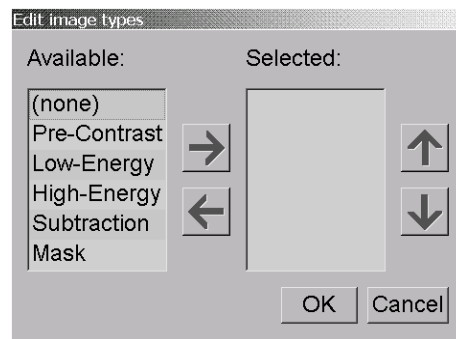 Edit image types
Available:
Selected:
(none)
Pre-Contrast
Low-Energy
High-Energy
Subtraction
Mask
OK
Cancel